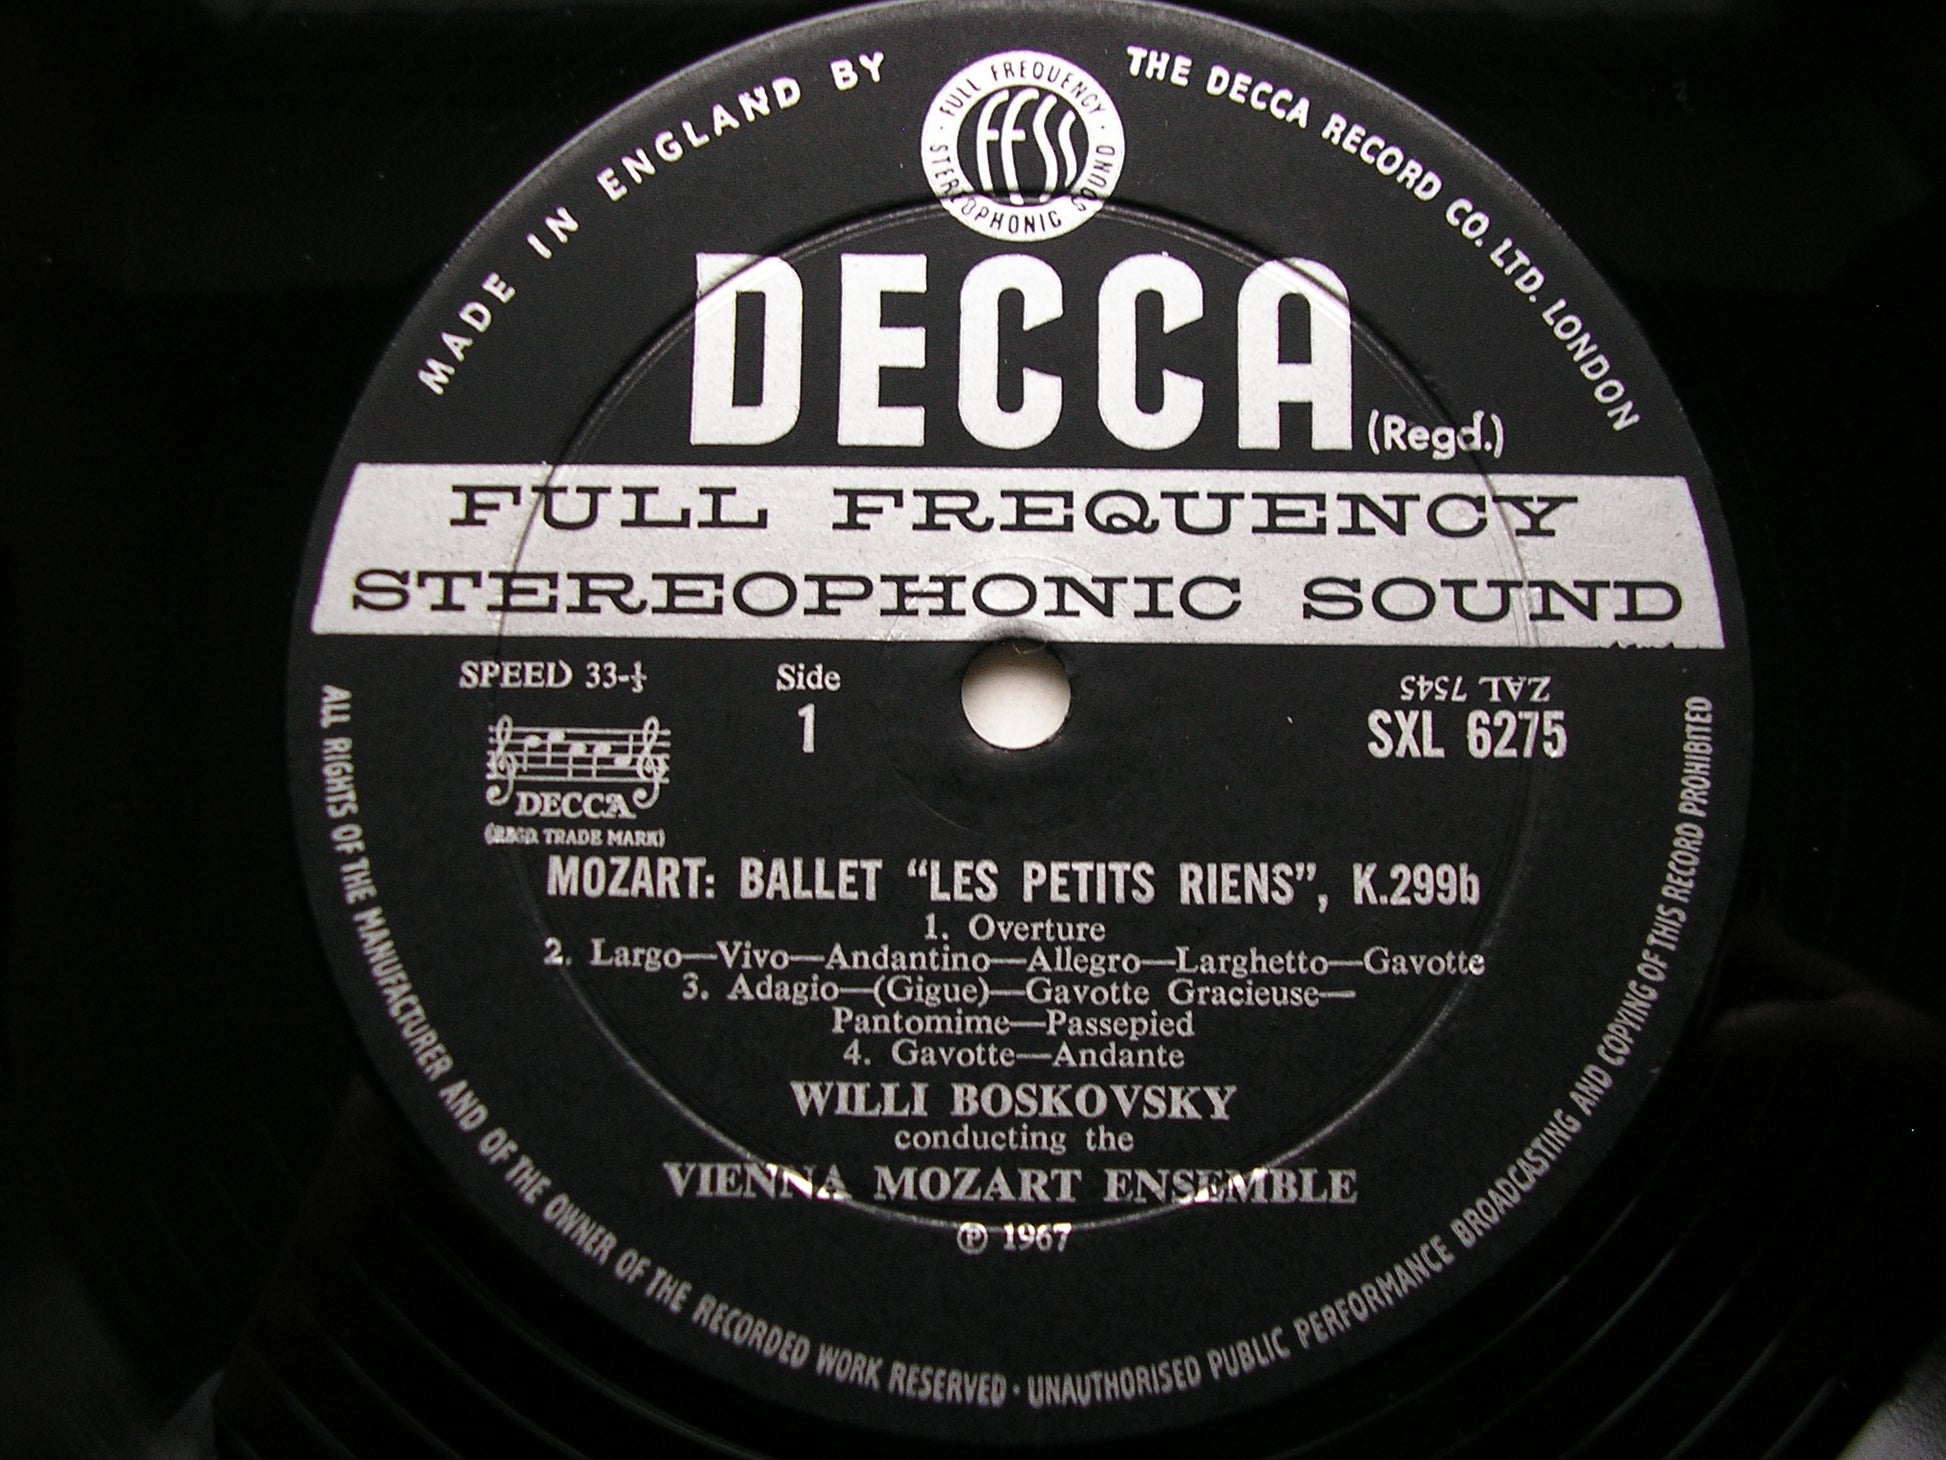 MADE IN ENGLAND BY THE DECCA RECORD CO. LTD. LONDON
FULL FREQUENCY STEREOPHONIC SOUND
FFSS
DECCA (Regd.)
FULL FREQUENCY
STEREOPHONIC SOUND
SPEED 33-⅓
Side
1
ZAL 7545
SXL 6275
DECCA
(REGD. TRADE MARK)
MOZART: BALLET “LES PETITS RIENS”, K.299b
1. Overture
2. Largo—Vivo—Andantino—Allegro—Larghetto—Gavotte
3. Adagio—(Gigue)—Gavotte Gracieuse—
Pantomime—Passepied
4. Gavotte—Andante
WILLI BOSKOVSKY
conducting the
VIENNA MOZART ENSEMBLE
℗ 1967
ALL RIGHTS OF THE MANUFACTURER AND OF THE OWNER OF THE RECORDED WORK RESERVED · UNAUTHORISED PUBLIC PERFORMANCE BROADCASTING AND COPYING OF THIS RECORD PROHIBITED